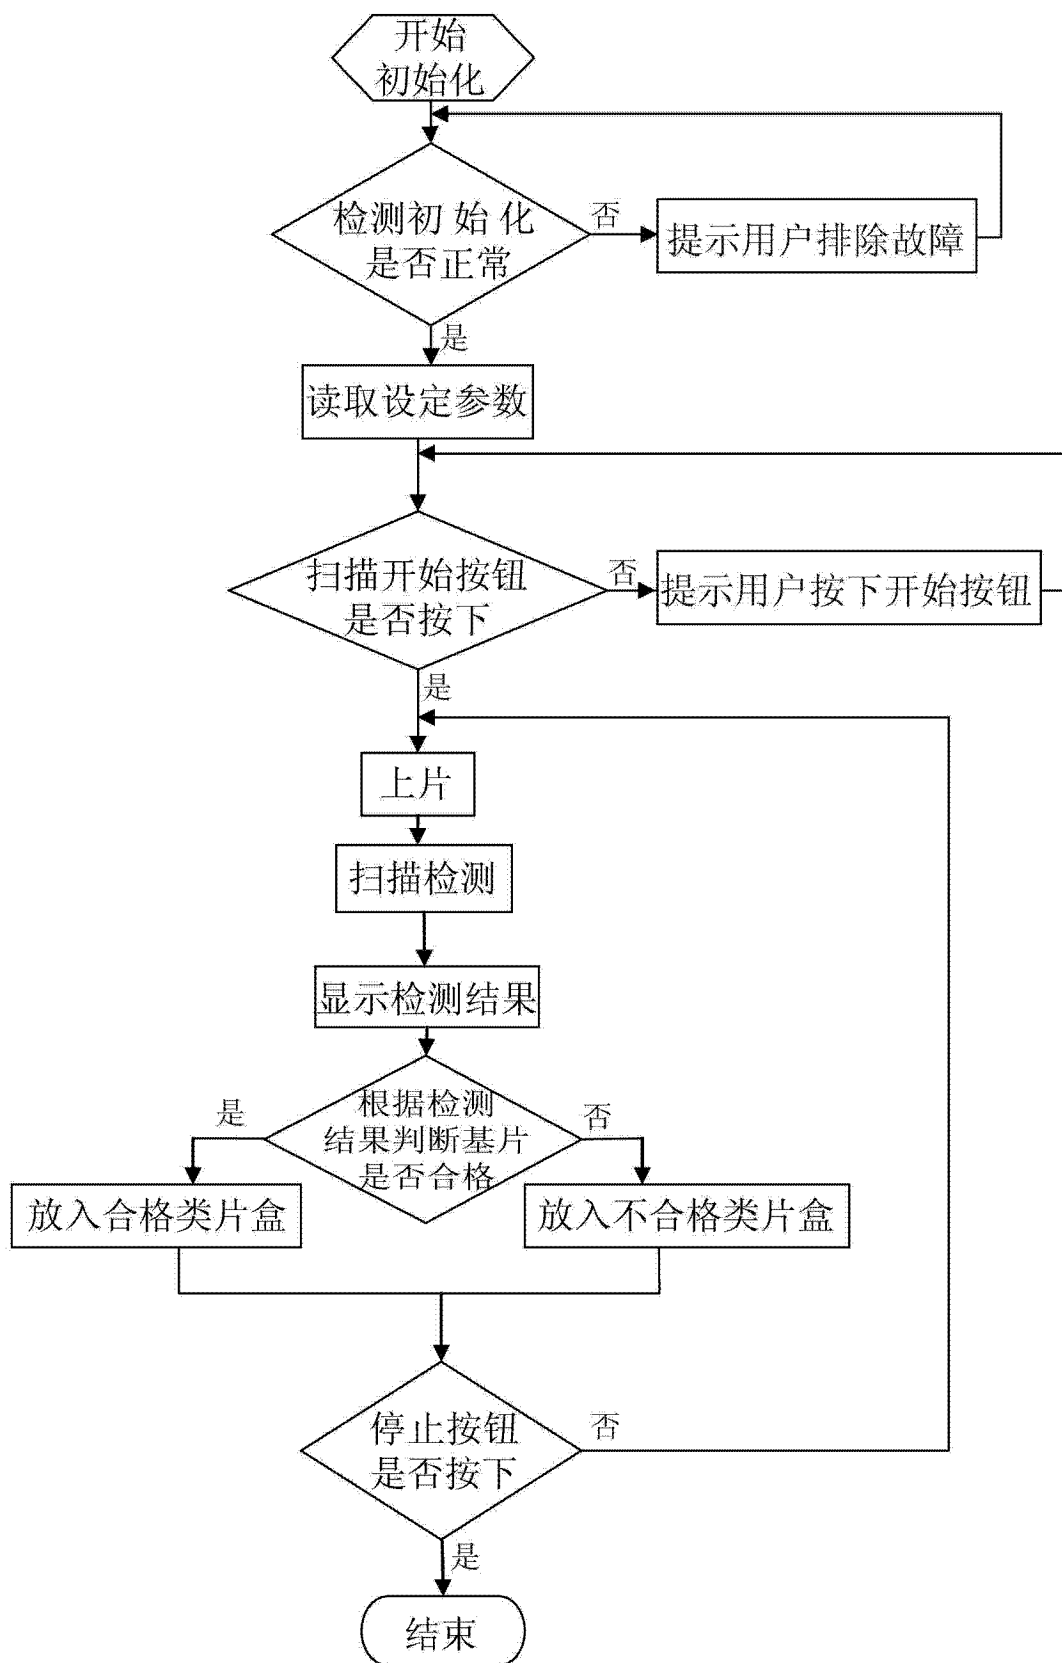 开始
初始化
检测初始化
是否正常
否
提示用户排除故障
是
读取设定参数
扫描开始按钮
是否按下
否
提示用户按下开始按钮
是
上片
扫描检测
显示检测结果
根据检测
结果判断基片
是否合格
是
否
放入合格类片盒
放入不合格类片盒
停止按钮
是否按下
否
是
结束